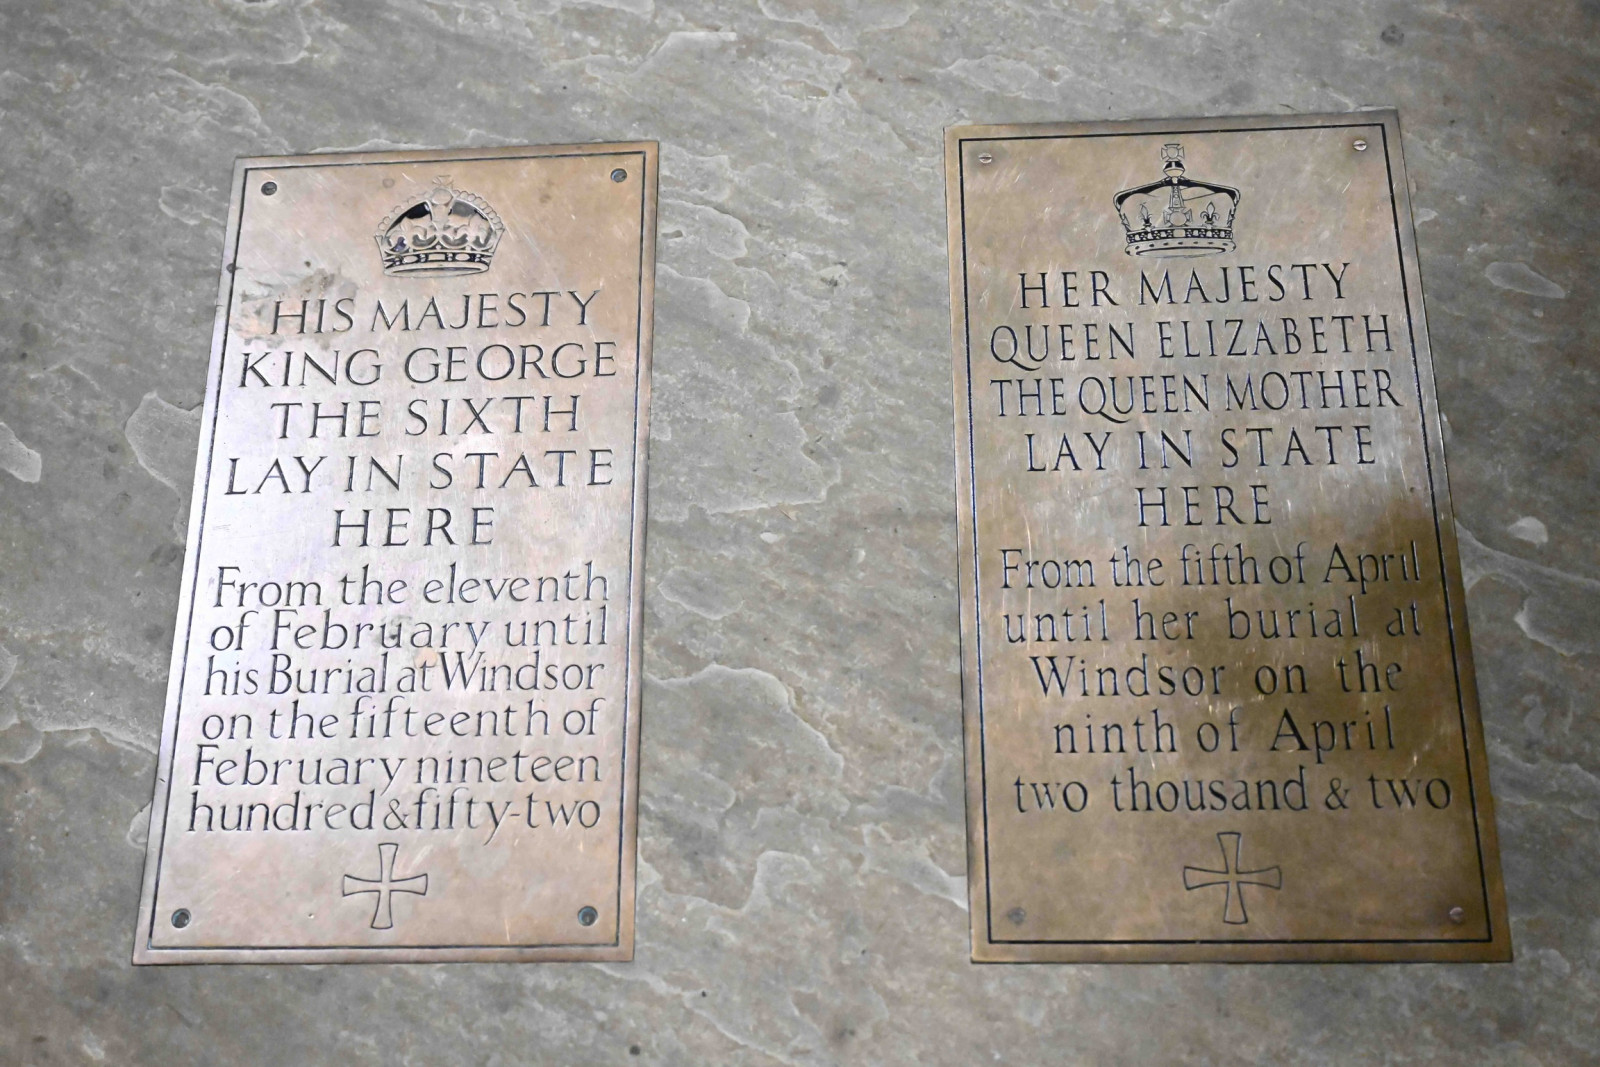 HIS MAJESTY
KING GEORGE
THE SIXTH
LAY IN STATE
HERE
From the eleventh
of February until
his Burial at Windsor
on the fifteenth of
February nineteen
hundred & fifty-two
HER MAJESTY
QUEEN ELIZABETH
THE QUEEN MOTHER
LAY IN STATE
HERE
From the fifth of April
until her burial at
Windsor on the
ninth of April
two thousand & two